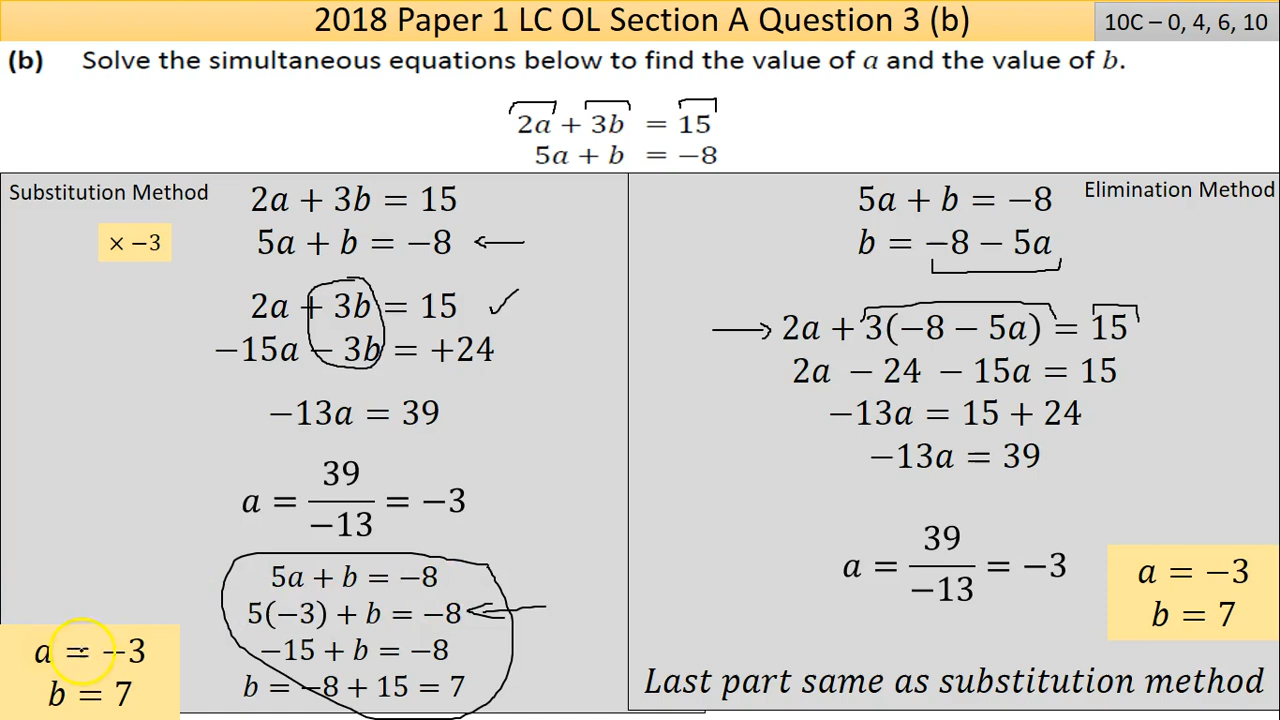 2018 Paper 1 LC OL Section A Question 3 (b)
10C – 0, 4, 6, 10
(b) Solve the simultaneous equations below to find the value of a and the value of b.
2a + 3b = 15
5a + b = −8
Substitution Method
2a + 3b = 15
× −3
5a + b = −8
2a + 3b = 15
−15a − 3b = +24
−13a = 39
a = 39/−13 = −3
5a + b = −8
5(−3) + b = −8
−15 + b = −8
b = −8 + 15 = 7
a = −3
b = 7
Elimination Method
5a + b = −8
b = −8 − 5a
2a + 3(−8 − 5a) = 15
2a − 24 − 15a = 15
−13a = 15 + 24
−13a = 39
a = 39/−13 = −3
a = −3
b = 7
Last part same as substitution method